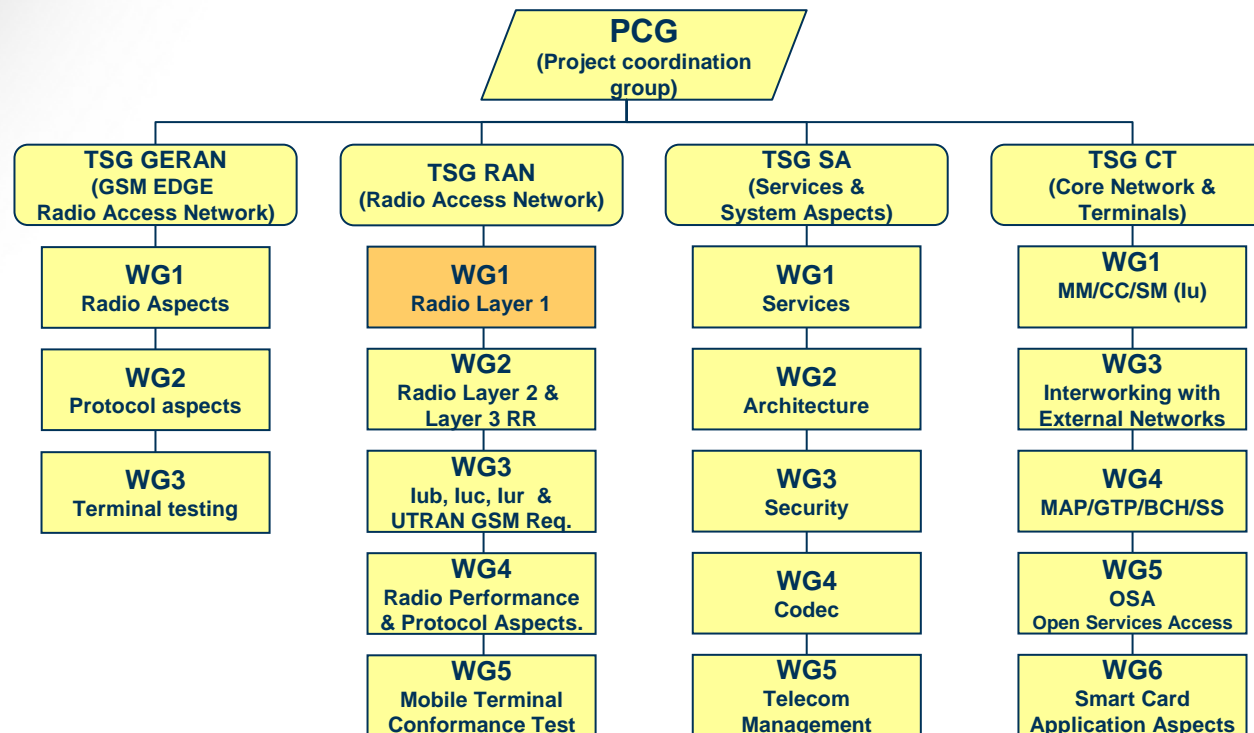 PCG
(Project coordination
group)
TSG GERAN
(GSM EDGE
Radio Access Network)
WG1
Radio Aspects
WG2
Protocol aspects
WG3
Terminal testing
TSG RAN
(Radio Access Network)
WG1
Radio Layer 1
WG2
Radio Layer 2 &
Layer 3 RR
WG3
Iub, Iuc, Iur &
UTRAN GSM Req.
WG4
Radio Performance
& Protocol Aspects.
WG5
Mobile Terminal
Conformance Test
TSG SA
(Services &
System Aspects)
WG1
Services
WG2
Architecture
WG3
Security
WG4
Codec
WG5
Telecom
Management
TSG CT
(Core Network &
Terminals)
WG1
MM/CC/SM (Iu)
WG3
Interworking with
External Networks
WG4
MAP/GTP/BCH/SS
WG5
OSA
Open Services Access
WG6
Smart Card
Application Aspects